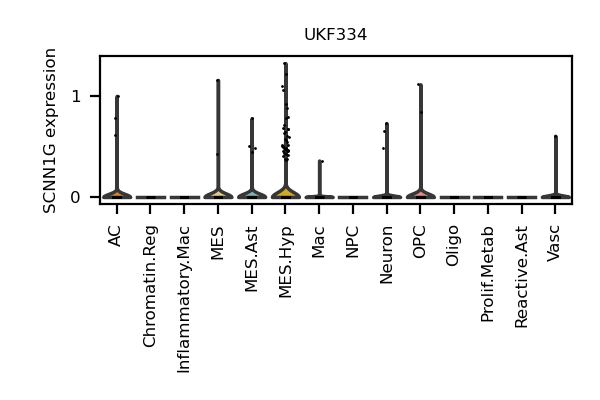 UKF334
SCNN1G expression
1
0
AC
Chromatin.Reg
Inflammatory.Mac
MES
MES.Ast
MES.Hyp
Mac
NPC
Neuron
OPC
Oligo
Prolif.Metab
Reactive.Ast
Vasc